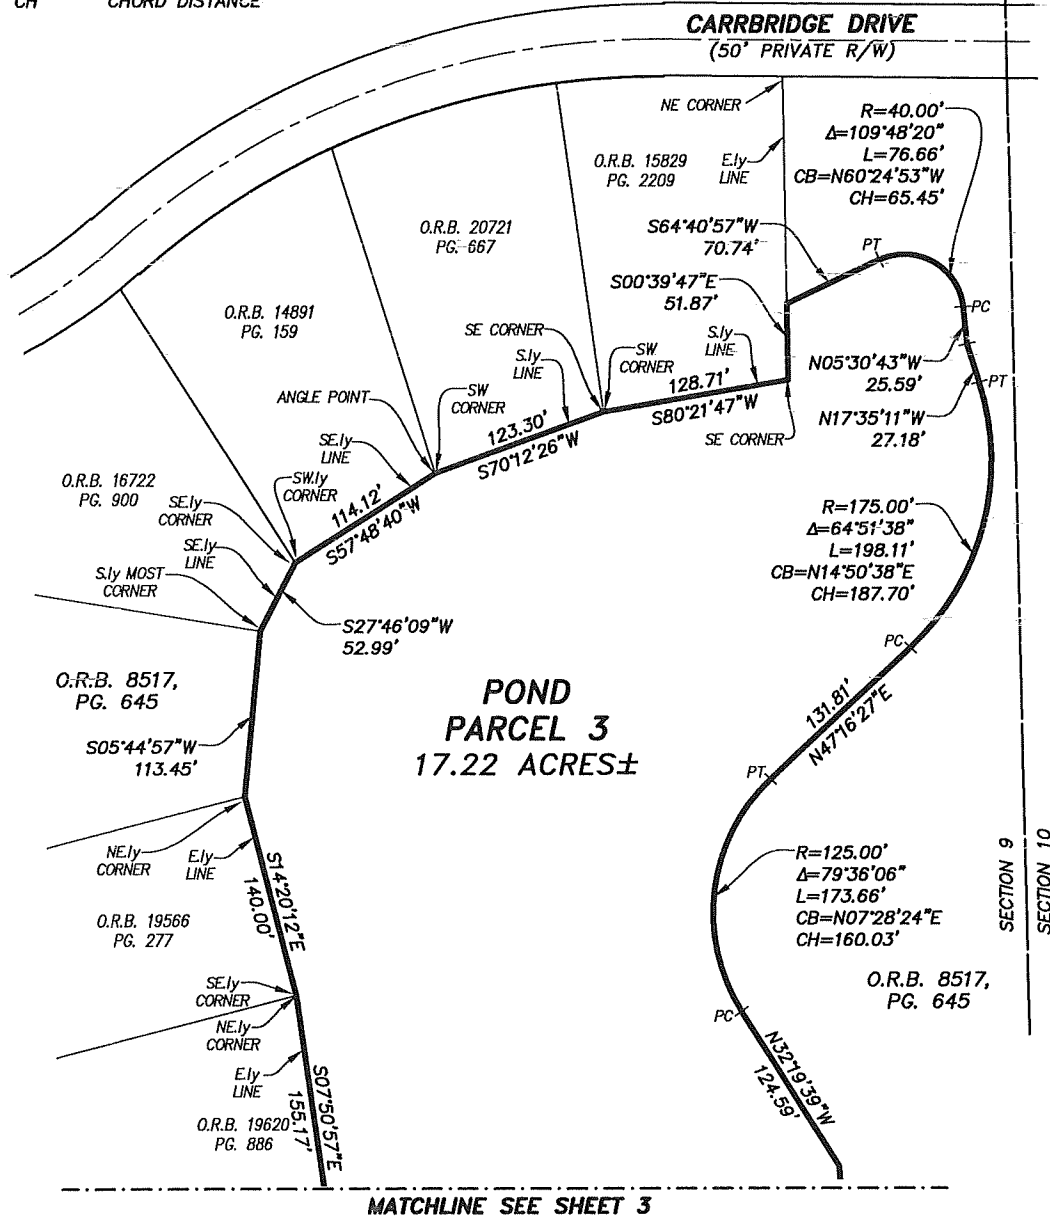 CH CHORD DISTANCE
CARRBRIDGE DRIVE
(50' PRIVATE R/W)
NE CORNER
R=40.00'
Δ=109°48'20"
L=76.66'
CB=N60°24'53"W
CH=65.45'
O.R.B. 15829
PG. 2209
E.ly
LINE
O.R.B. 20721
PG. 667
S64°40'57"W
70.74'
PT
S00°39'47"E
51.87'
O.R.B. 14891
PG. 159
SE CORNER
S.ly
LINE
SW
CORNER
S.ly
LINE
PC
N05°30'43"W
25.59'
PT
N17°35'11"W
27.18'
128.71'
S80°21'47"W
SE CORNER
ANGLE POINT
SW
CORNER
123.30'
S70°12'26"W
SE.ly
LINE
SW.ly
CORNER
114.12'
S57°48'40"W
O.R.B. 16722
PG. 900
SE.ly
CORNER
SE.ly
LINE
S.ly MOST
CORNER
S27°46'09"W
52.99'
R=175.00'
Δ=64°51'38"
L=198.11'
CB=N14°50'38"E
CH=187.70'
PC
O.R.B. 8517,
PG. 645
POND
PARCEL 3
17.22 ACRES±
131.81'
N47°16'27"E
S05°44'57"W
113.45'
PT
NE.ly
CORNER
E.ly
LINE
S14°20'12"E
140.00'
R=125.00'
Δ=79°36'06"
L=173.66'
CB=N07°28'24"E
CH=160.03'
SECTION 9
SECTION 10
O.R.B. 19566
PG. 277
O.R.B. 8517,
PG. 645
SE.ly
CORNER
NE.ly
CORNER
PC
N32°19'39"W
124.59'
E.ly
LINE
S07°50'57"E
155.17'
O.R.B. 19620
PG. 886
MATCHLINE SEE SHEET 3